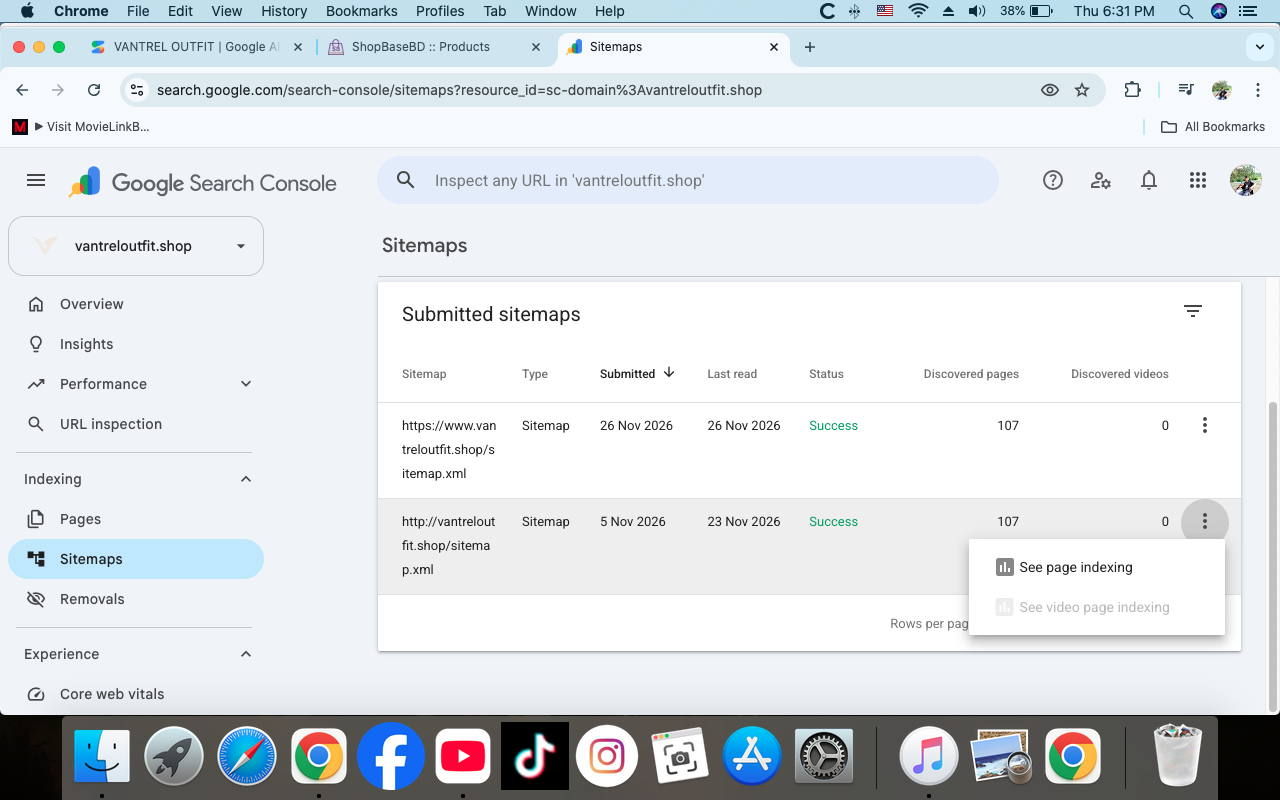 Chrome File Edit View History Bookmarks Profiles Tab Window Help 38% Thu 6:31 PM
VANTREL OUTFIT | Google A
ShopBaseBD :: Products
Sitemaps
search.google.com/search-console/sitemaps?resource_id=sc-domain%3Avantreloutfit.shop
M ▶ Visit MovieLinkB...
All Bookmarks
Google Search Console
Inspect any URL in 'vantreloutfit.shop'
vantreloutfit.shop
Sitemaps
Overview
Insights
Performance
URL inspection
Indexing
Pages
Sitemaps
Removals
Experience
Core web vitals
Submitted sitemaps
Sitemap Type Submitted Last read Status Discovered pages Discovered videos
https://www.van Sitemap 26 Nov 2026 26 Nov 2026 Success 107 0
treloutfit.shop/s
itemap.xml
http://vantrelout Sitemap 5 Nov 2026 23 Nov 2026 Success 107 0
fit.shop/sitema
p.xml
See page indexing
See video page indexing
Rows per pag